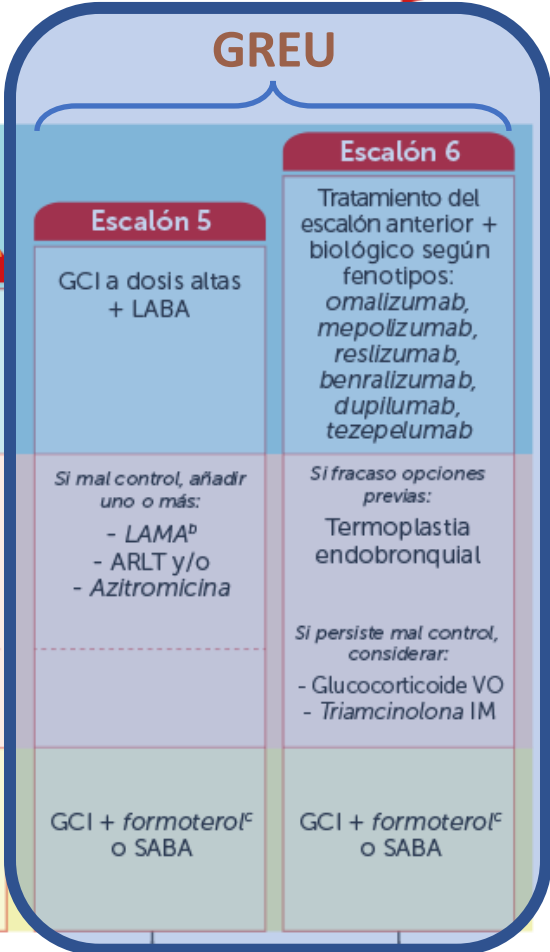 GREU
Escalón 5
GCI a dosis altas
+ LABA
Si mal control, añadir
uno o más:
- LAMAᵇ
- ARLT y/o
- Azitromicina
GCI + formoterolᶜ
o SABA
Escalón 6
Tratamiento del
escalón anterior +
biológico según
fenotipos:
omalizumab,
mepolizumab,
reslizumab,
benralizumab,
dupilumab,
tezepelumab
Si fracaso opciones
previas:
Termoplastia
endobronquial
Si persiste mal control,
considerar:
- Glucocorticoide VO
- Triamcinolona IM
GCI + formoterolᶜ
o SABA